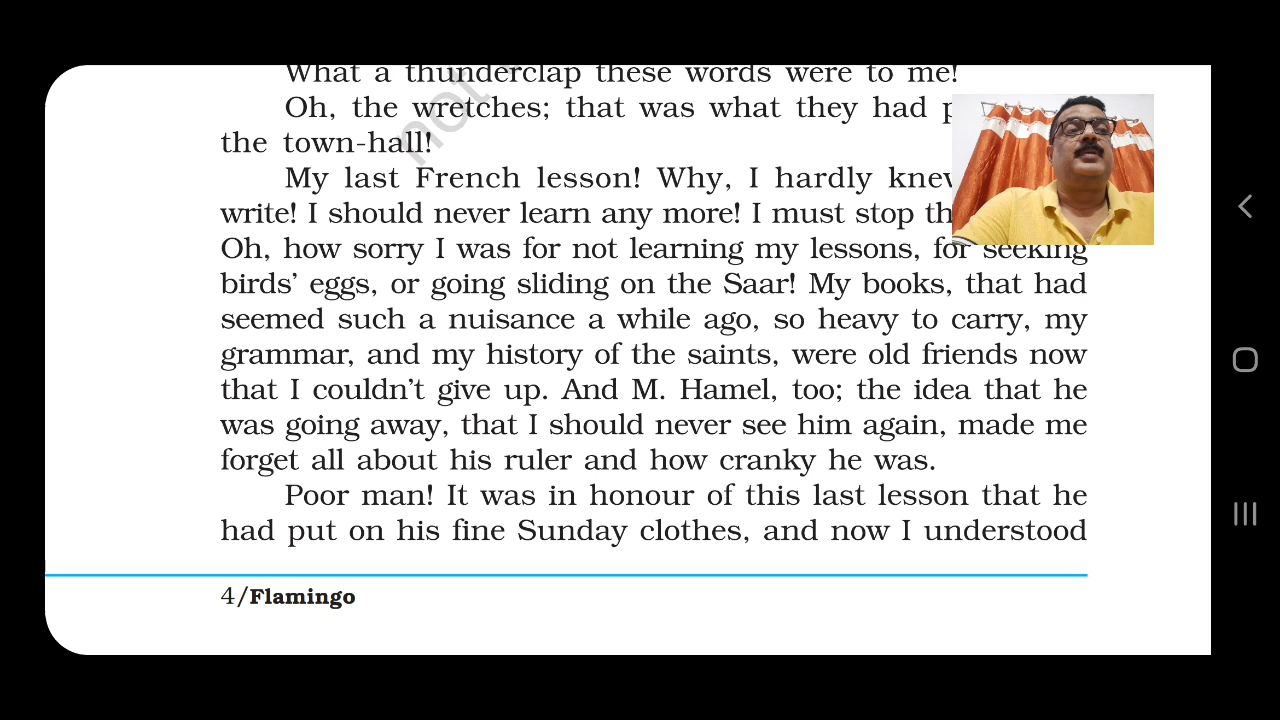 What a thunderclap these words were to me!
Oh, the wretches; that was what they had
the town-hall!
My last French lesson! Why, I hardly
write! I should never learn any more! I must stop
Oh, how sorry I was for not learning my lessons, for seeking
birds’ eggs, or going sliding on the Saar! My books, that had
seemed such a nuisance a while ago, so heavy to carry, my
grammar, and my history of the saints, were old friends now
that I couldn’t give up. And M. Hamel, too; the idea that he
was going away, that I should never see him again, made me
forget all about his ruler and how cranky he was.
Poor man! It was in honour of this last lesson that he
had put on his fine Sunday clothes, and now I understood
4/Flamingo
not